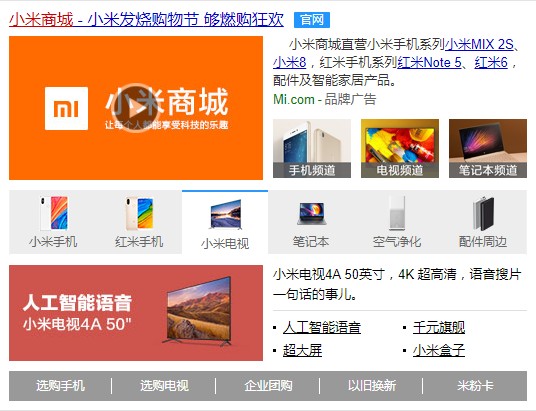 小米商城 - 小米发烧购物节 够燃购狂欢 官网
小米商城
让每个人都能享受科技的乐趣
小米商城直营小米手机系列小米MIX 2S、
小米8，红米手机系列红米Note 5、红米6，
配件及智能家居产品。
Mi.com - 品牌广告
手机频道 电视频道 笔记本频道
小米手机 红米手机 小米电视 笔记本 空气净化 配件周边
人工智能语音
小米电视4A 50"
小米电视4A 50英寸，4K 超高清，语音搜片
一句话的事儿。
人工智能语音 千元旗舰
超大屏 小米盒子
选购手机 选购电视 企业团购 以旧换新 米粉卡